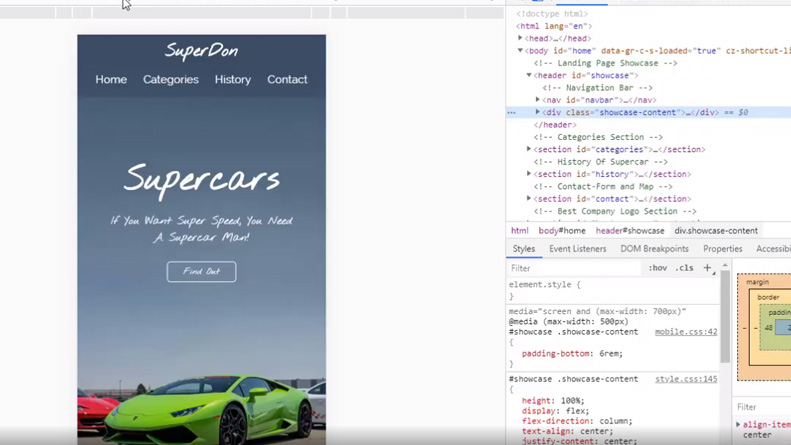 SuperDon
Home Categories History Contact
Supercars
If You Want Super Speed, You Need
A Supercar Man!
Find Out
<!doctype html>
<html lang="en">
<head>…</head>
<body id="home" data-gr-c-s-loaded="true" cz-shortcut-li
<!-- Landing Page Showcase -->
<header id="showcase">
<!-- Navigation Bar -->
<nav id="navbar">…</nav>
<div class="showcase-content">…</div> == $0
</header>
<!-- Categories Section -->
<section id="categories">…</section>
<!-- History Of Supercar -->
<section id="history">…</section>
<!-- Contact-Form and Map -->
<section id="contact">…</section>
<!-- Best Company Logo Section -->
html body#home header#showcase div.showcase-content
Styles Event Listeners DOM Breakpoints Properties Accessibi
Filter :hov .cls +
element.style {
}
media="screen and (max-width: 700px)"
@media (max-width: 500px)
#showcase .showcase-content mobile.css:42
{
padding-bottom: 6rem;
}
#showcase .showcase-content style.css:145
{
height: 100%;
display: flex;
flex-direction: column;
text-align: center;
justify-content: center;
margin
border
paddin
48 2
Filter
align-item
center